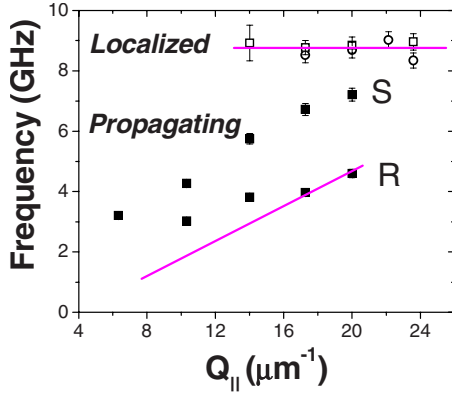 10
Localized
8
S
Propagating
6
R
4
2
0
4 8 12 16 20 24
Frequency (GHz)
Q|| (μm⁻¹)